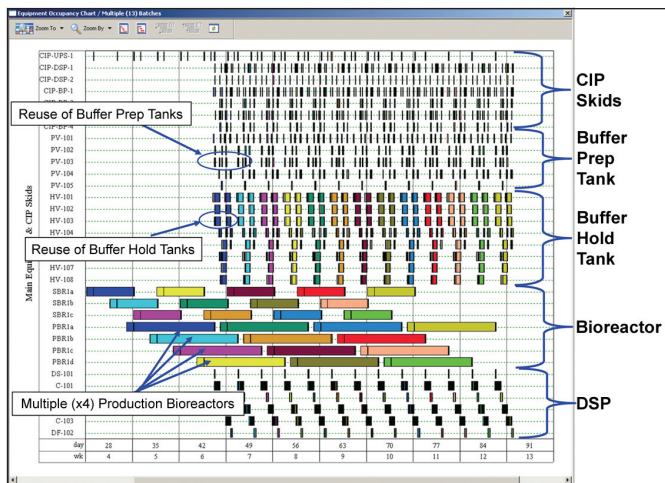 Equipment Occupancy Chart / Multiple (13) Batches
Zoom To
Zoom By
CIP-UPS-1
CIP-DSP-1
CIP-DSP-2
CIP-BP-1
CIP Skids
Reuse of Buffer Prep Tanks
PV-101
PV-102
PV-103
PV-104
PV-105
Buffer Prep Tank
HV-101
HV-102
HV-103
HV-104
HV-107
HV-108
Buffer Hold Tank
Reuse of Buffer Hold Tanks
& CIP Skids
SBR1a
SBR1b
SBR1c
PBR1a
PBR1b
PBR1c
PBR1d
Bioreactor
DS-101
C-101
Multiple (x4) Production Bioreactors
C-103
DF-102
DSP
day 28 35 42 49 56 63 70 77 84 91
wk 4 5 6 7 8 9 10 11 12 13